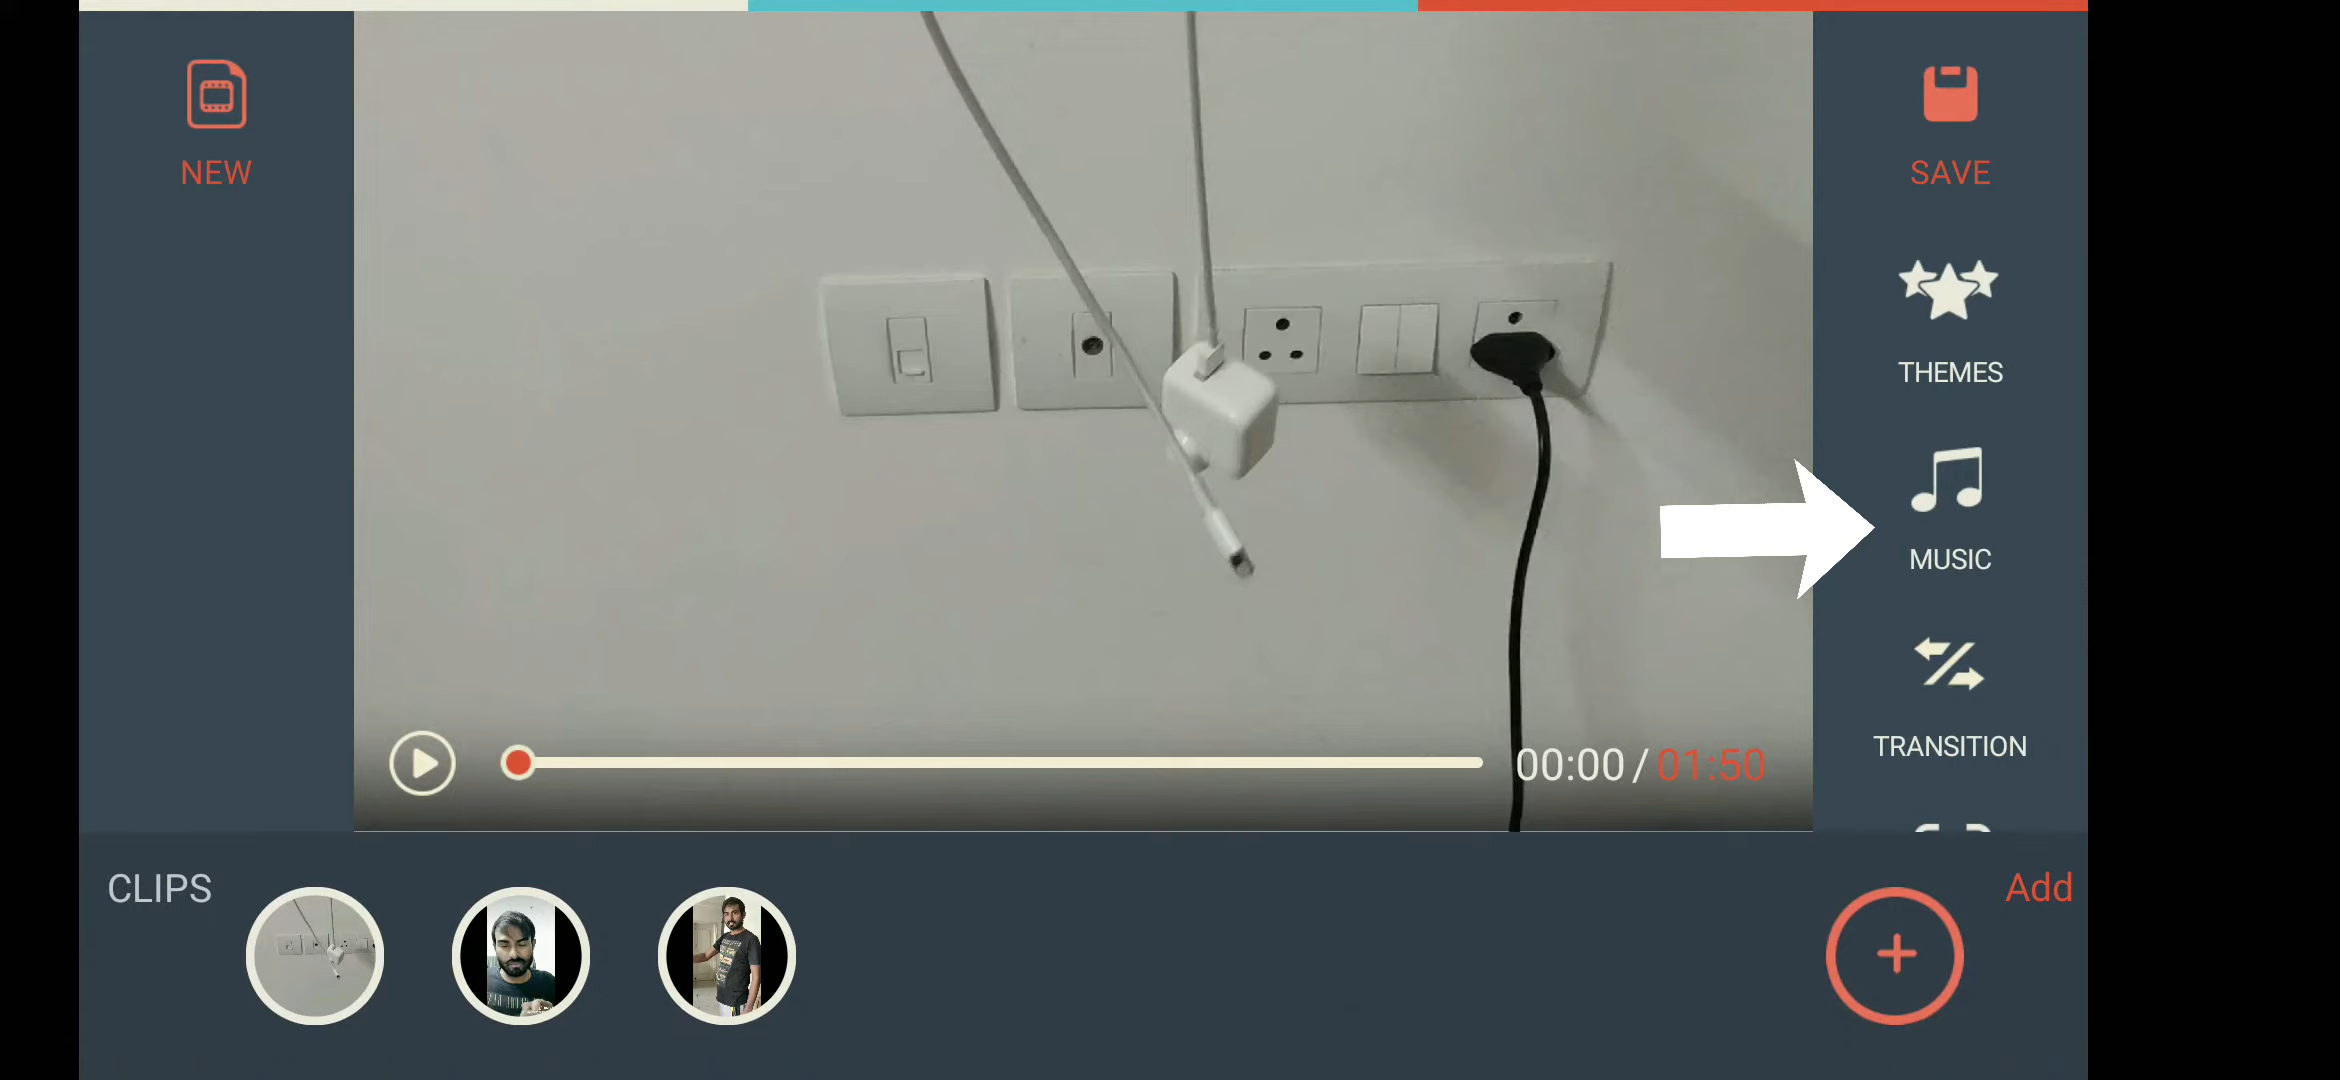 NEW
SAVE
THEMES
MUSIC
TRANSITION
00:00 / 01:50
CLIPS
Add